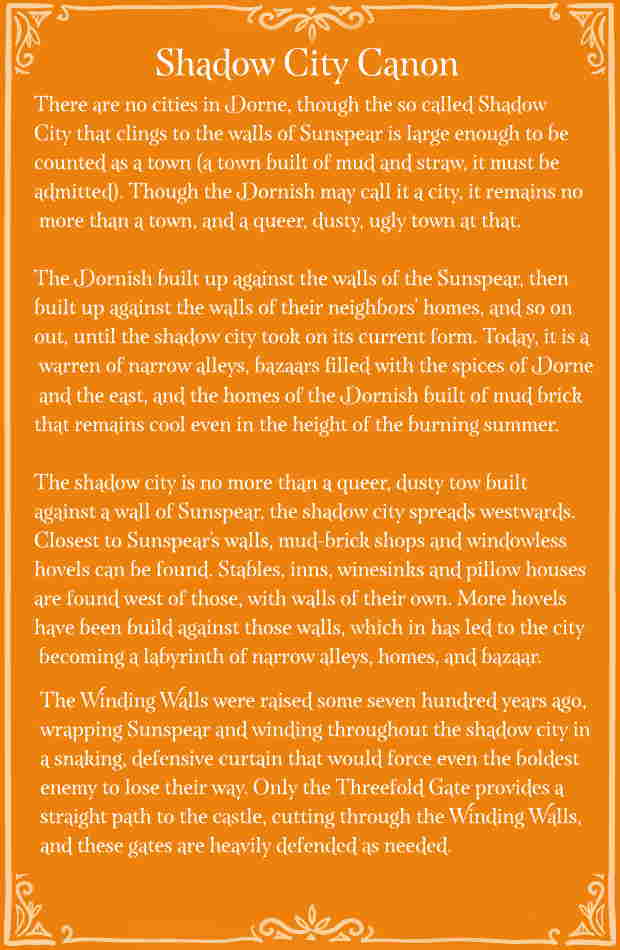 Shadow City Canon
There are no cities in Dorne, though the so called Shadow
City that clings to the walls of Sunspear is large enough to be
counted as a town (a town built of mud and straw, it must be
admitted). Though the Dornish may call it a city, it remains no
more than a town, and a queer, dusty, ugly town at that.
The Dornish built up against the walls of the Sunspear, then
built up against the walls of their neighbors' homes, and so on
out, until the shadow city took on its current form. Today, it is a
warren of narrow alleys, bazaars filled with the spices of Dorne
and the east, and the homes of the Dornish built of mud brick
that remains cool even in the height of the burning summer.
The shadow city is no more than a queer, dusty tow built
against a wall of Sunspear, the shadow city spreads westwards.
Closest to Sunspear's walls, mud-brick shops and windowless
hovels can be found. Stables, inns, winesinks and pillow houses
are found west of those, with walls of their own. More hovels
have been build against those walls, which in has led to the city
becoming a labyrinth of narrow alleys, homes, and bazaar.
The Winding Walls were raised some seven hundred years ago,
wrapping Sunspear and winding throughout the shadow city in
a snaking, defensive curtain that would force even the boldest
enemy to lose their way. Only the Threefold Gate provides a
straight path to the castle, cutting through the Winding Walls,
and these gates are heavily defended as needed.